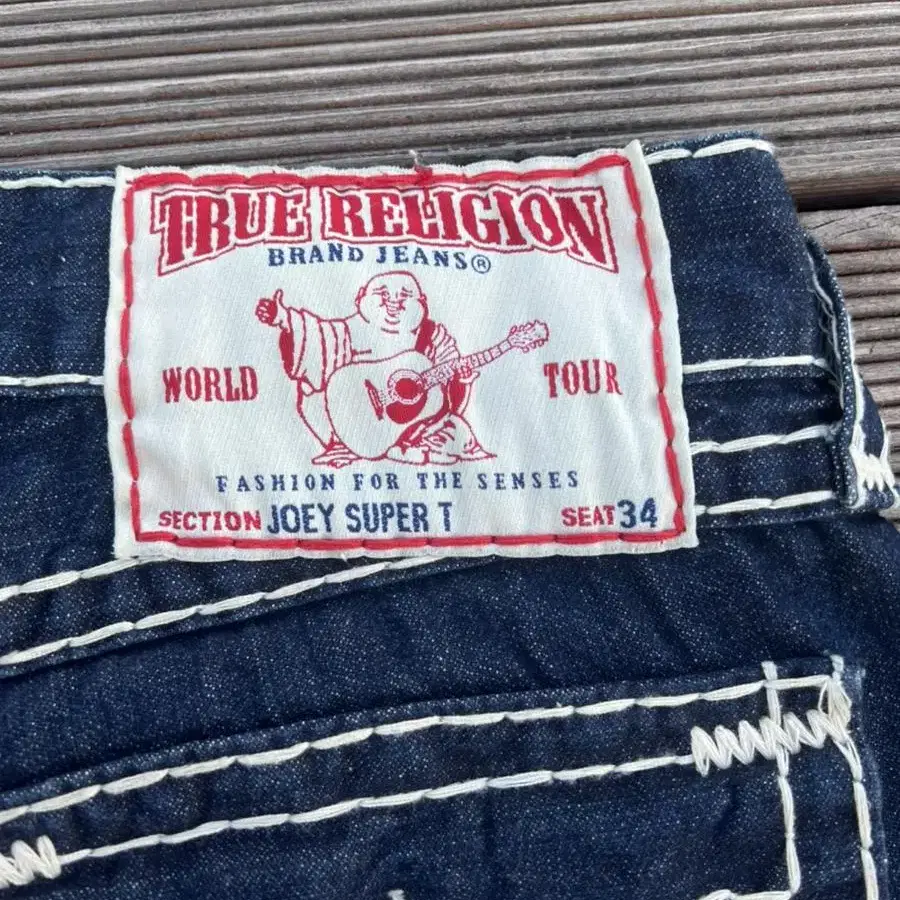 TRUE RELIGION
BRAND JEANS®
WORLD TOUR
FASHION FOR THE SENSES
SECTION JOEY SUPER T SEAT 34